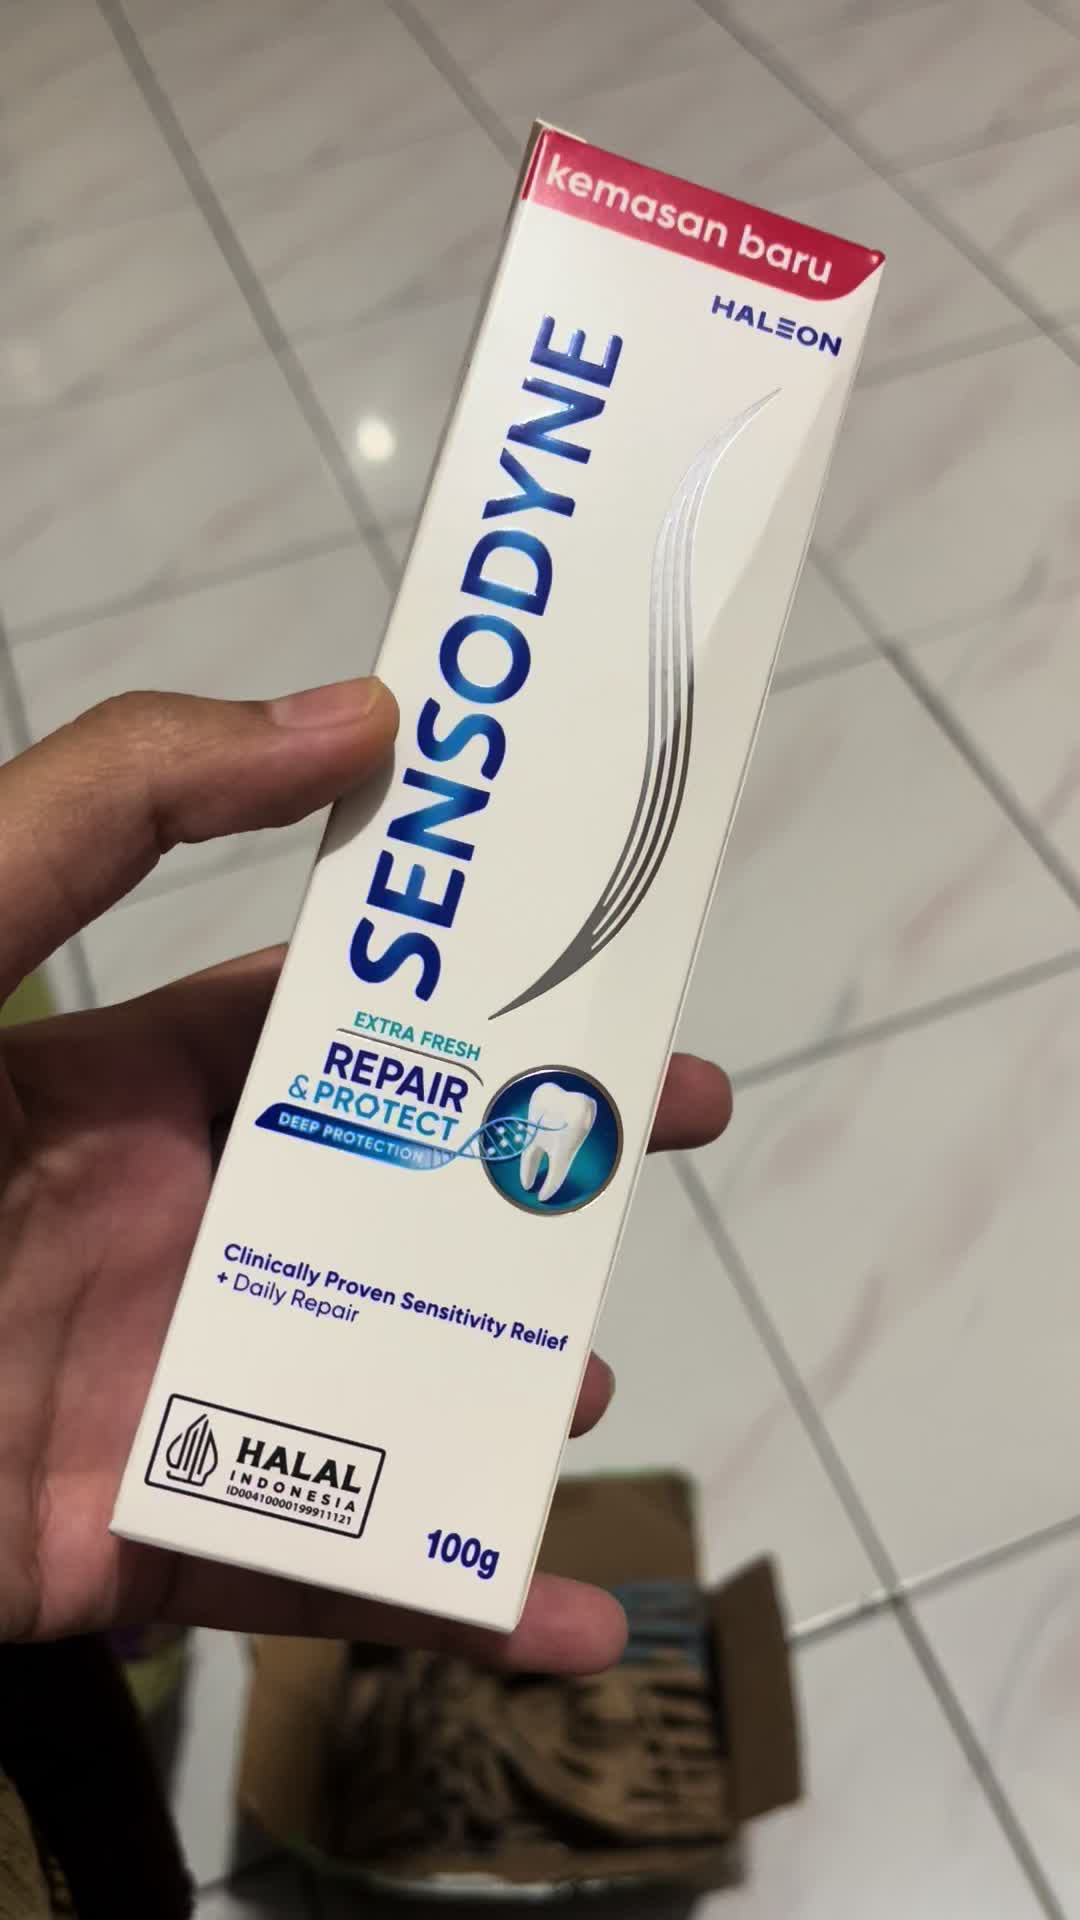 kemasan baru
HALEON
SENSODYNE
EXTRA FRESH
REPAIR
& PROTECT
DEEP PROTECTION
Clinically Proven Sensitivity Relief
+ Daily Repair
HALAL
INDONESIA
ID00410000199911121
100g